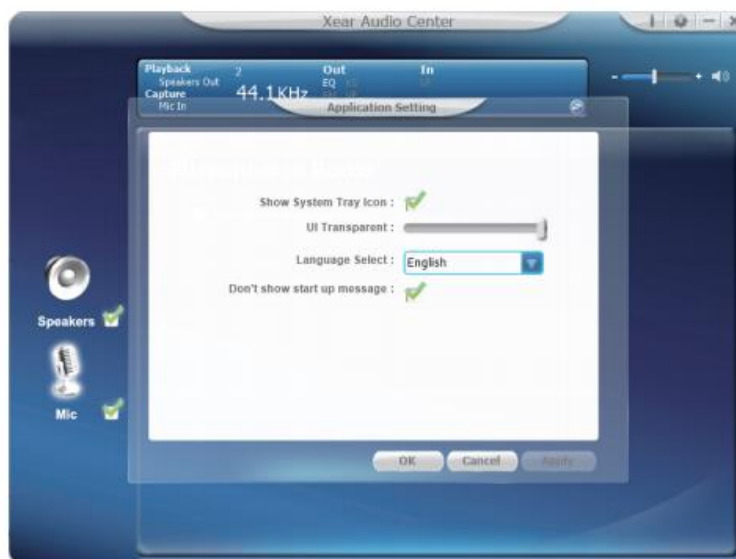 Xear Audio Center
Playback 2 Out In
Speakers Out EQ
Capture 44.1KHz
Mic In
Application Setting
Show System Tray Icon :
UI Transparent :
Language Select : English
Don't show start up message :
Speakers
Mic
OK Cancel Apply